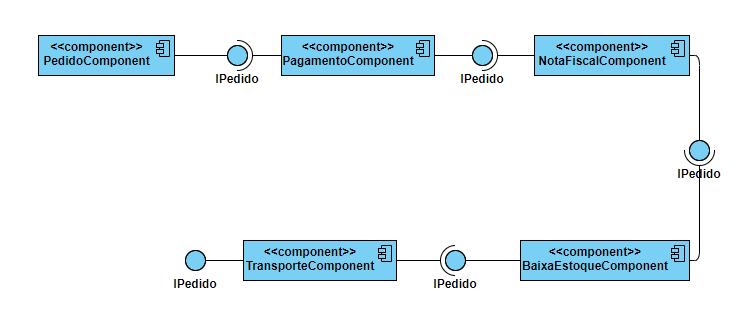 <<component>>
PedidoComponent
IPedido
<<component>>
PagamentoComponent
IPedido
<<component>>
NotaFiscalComponent
IPedido
IPedido
<<component>>
TransporteComponent
IPedido
<<component>>
BaixaEstoqueComponent